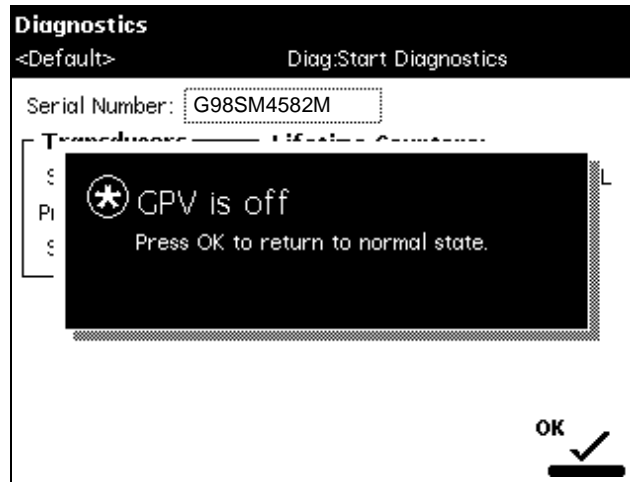 Diagnostics
<Default> Diag:Start Diagnostics
Serial Number: G98SM4582M
GPV is off
Press OK to return to normal state.
OK